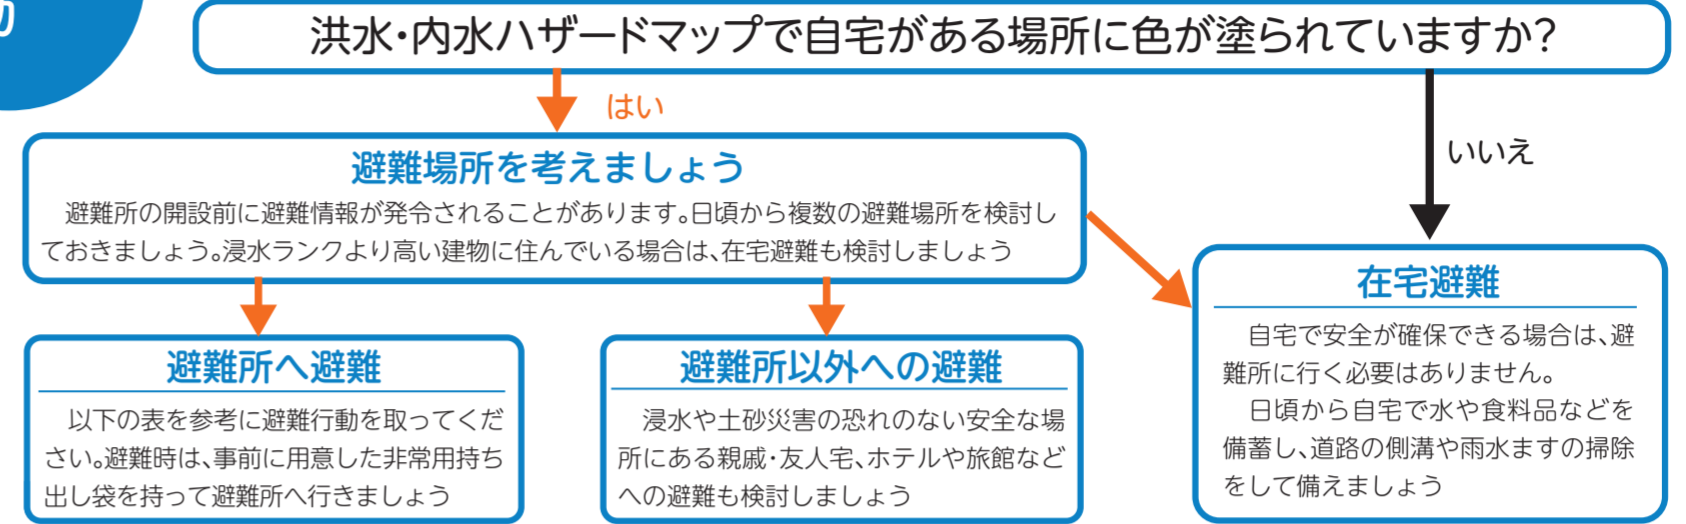 洪水・内水ハザードマップで自宅がある場所に色が塗られていますか？
はい
いいえ
避難場所を考えましょう
避難所の開設前に避難情報が発令されることがあります。日頃から複数の避難場所を検討し
ておきましょう。浸水ランクより高い建物に住んでいる場合は、在宅避難も検討しましょう
避難所へ避難
以下の表を参考に避難行動を取ってくだ
さい。避難時は、事前に用意した非常用持ち
出し袋を持って避難所へ行きましょう
避難所以外への避難
浸水や土砂災害の恐れのない安全な場
所にある親戚・友人宅、ホテルや旅館など
への避難も検討しましょう
在宅避難
自宅で安全が確保できる場合は、避
難所に行く必要はありません。
日頃から自宅で水や食料品などを
備蓄し、道路の側溝や雨水ますの掃除
をして備えましょう